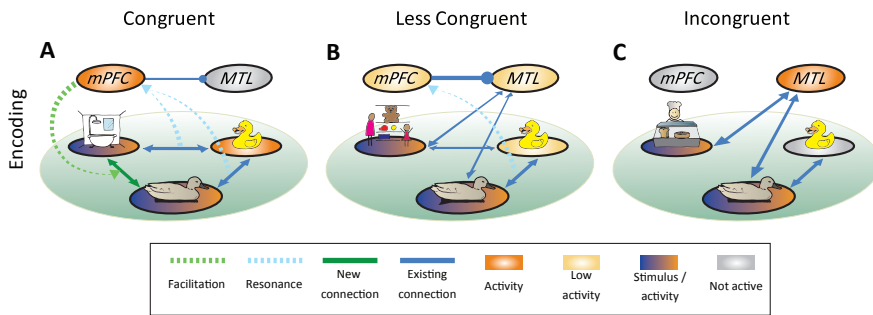 Congruent
Less Congruent
Incongruent
A
B
C
mPFC
MTL
mPFC
MTL
mPFC
MTL
Encoding
Facilitation
Resonance
New
connection
Existing
connection
Activity
Low
activity
Stimulus /
activity
Not active